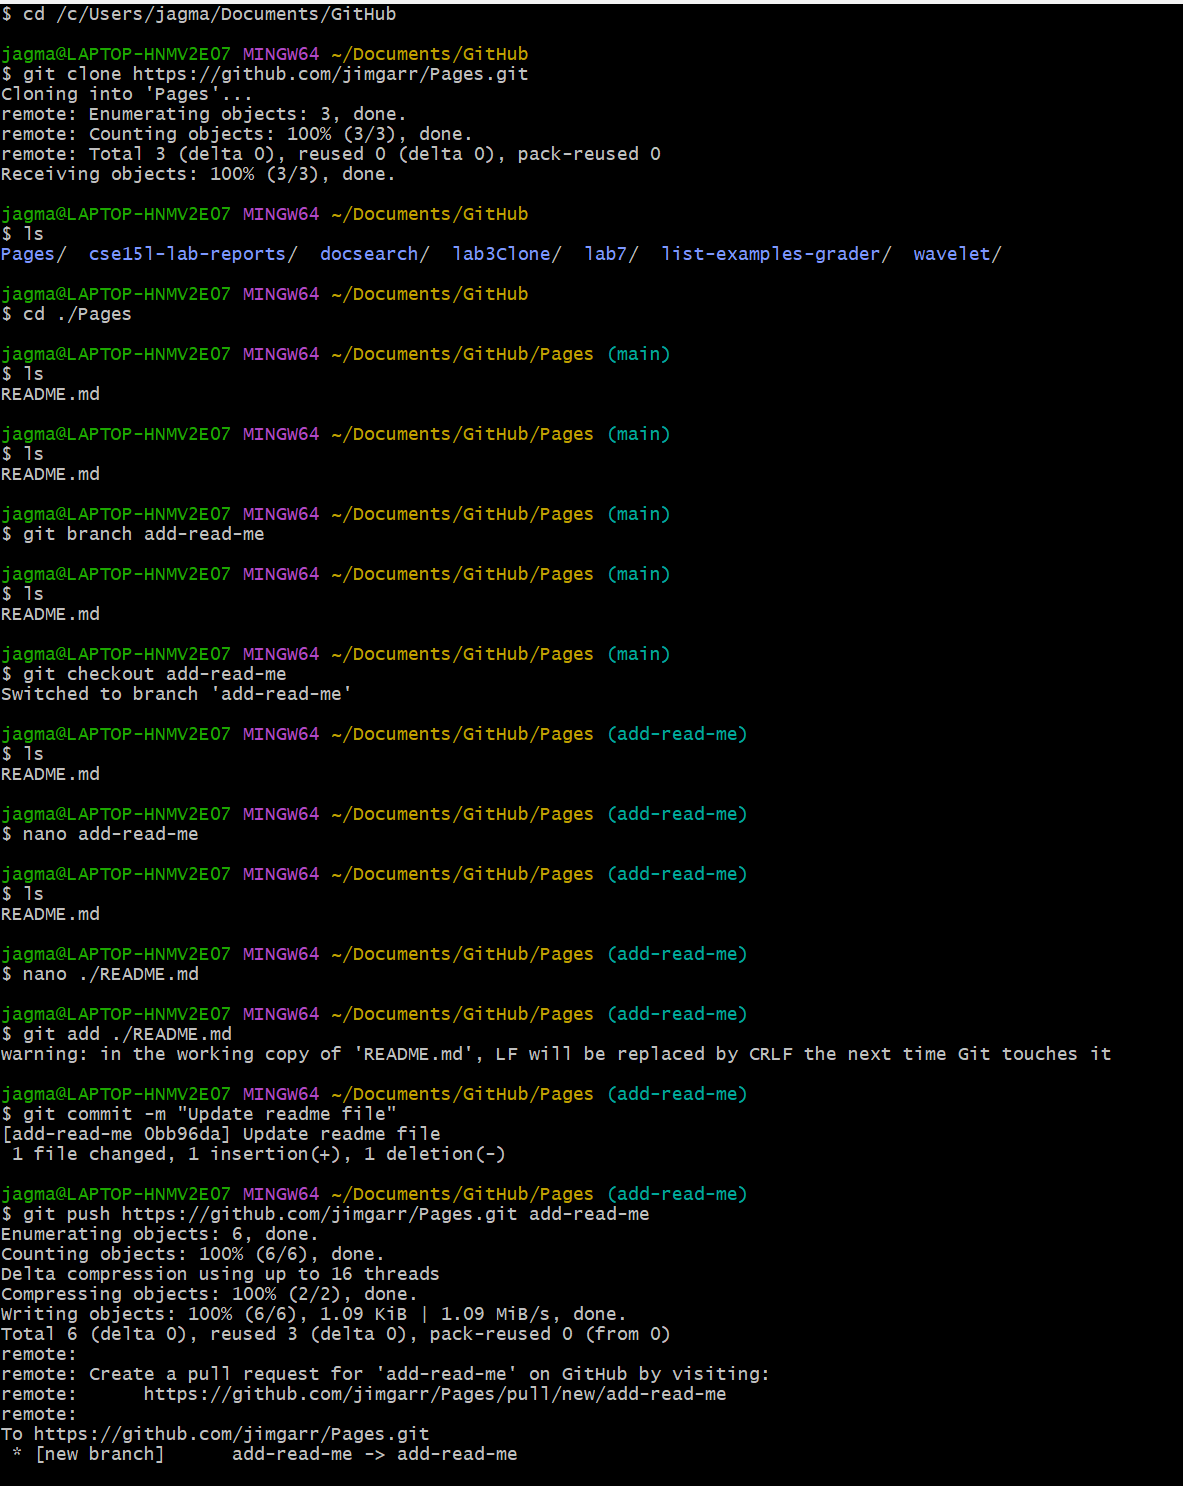 $ cd /c/Users/jagma/Documents/GitHub
jagma@LAPTOP-HNMV2E07 MINGW64 ~/Documents/GitHub
$ git clone https://github.com/jimgarr/Pages.git
Cloning into 'Pages'...
remote: Enumerating objects: 3, done.
remote: Counting objects: 100% (3/3), done.
remote: Total 3 (delta 0), reused 0 (delta 0), pack-reused 0
Receiving objects: 100% (3/3), done.
jagma@LAPTOP-HNMV2E07 MINGW64 ~/Documents/GitHub
$ ls
Pages/  cse15l-lab-reports/  docsearch/  lab3Clone/  lab7/  list-examples-grader/  wavelet/
jagma@LAPTOP-HNMV2E07 MINGW64 ~/Documents/GitHub
$ cd ./Pages
jagma@LAPTOP-HNMV2E07 MINGW64 ~/Documents/GitHub/Pages (main)
$ ls
README.md
jagma@LAPTOP-HNMV2E07 MINGW64 ~/Documents/GitHub/Pages (main)
$ ls
README.md
jagma@LAPTOP-HNMV2E07 MINGW64 ~/Documents/GitHub/Pages (main)
$ git branch add-read-me
jagma@LAPTOP-HNMV2E07 MINGW64 ~/Documents/GitHub/Pages (main)
$ ls
README.md
jagma@LAPTOP-HNMV2E07 MINGW64 ~/Documents/GitHub/Pages (main)
$ git checkout add-read-me
Switched to branch 'add-read-me'
jagma@LAPTOP-HNMV2E07 MINGW64 ~/Documents/GitHub/Pages (add-read-me)
$ ls
README.md
jagma@LAPTOP-HNMV2E07 MINGW64 ~/Documents/GitHub/Pages (add-read-me)
$ nano add-read-me
jagma@LAPTOP-HNMV2E07 MINGW64 ~/Documents/GitHub/Pages (add-read-me)
$ ls
README.md
jagma@LAPTOP-HNMV2E07 MINGW64 ~/Documents/GitHub/Pages (add-read-me)
$ nano ./README.md
jagma@LAPTOP-HNMV2E07 MINGW64 ~/Documents/GitHub/Pages (add-read-me)
$ git add ./README.md
warning: in the working copy of 'README.md', LF will be replaced by CRLF the next time Git touches it
jagma@LAPTOP-HNMV2E07 MINGW64 ~/Documents/GitHub/Pages (add-read-me)
$ git commit -m "Update readme file"
[add-read-me 0bb96da] Update readme file
 1 file changed, 1 insertion(+), 1 deletion(-)
jagma@LAPTOP-HNMV2E07 MINGW64 ~/Documents/GitHub/Pages (add-read-me)
$ git push https://github.com/jimgarr/Pages.git add-read-me
Enumerating objects: 6, done.
Counting objects: 100% (6/6), done.
Delta compression using up to 16 threads
Compressing objects: 100% (2/2), done.
Writing objects: 100% (6/6), 1.09 KiB | 1.09 MiB/s, done.
Total 6 (delta 0), reused 3 (delta 0), pack-reused 0 (from 0)
remote:
remote: Create a pull request for 'add-read-me' on GitHub by visiting:
remote:      https://github.com/jimgarr/Pages/pull/new/add-read-me
remote:
To https://github.com/jimgarr/Pages.git
 * [new branch]      add-read-me -> add-read-me